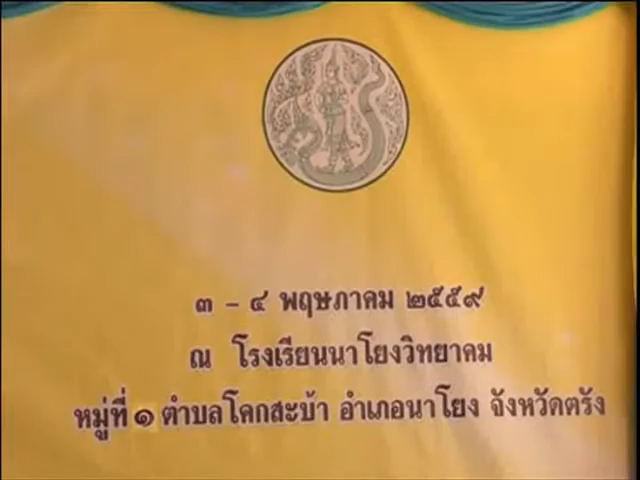 ๓ - ๔ พฤษภาคม ๒๕๕๙
ณ โรงเรียนนาโยงวิทยาคม
หมู่ที่ ๑ ตำบลโคกสะบ้า อำเภอนาโยง จังหวัดตรัง